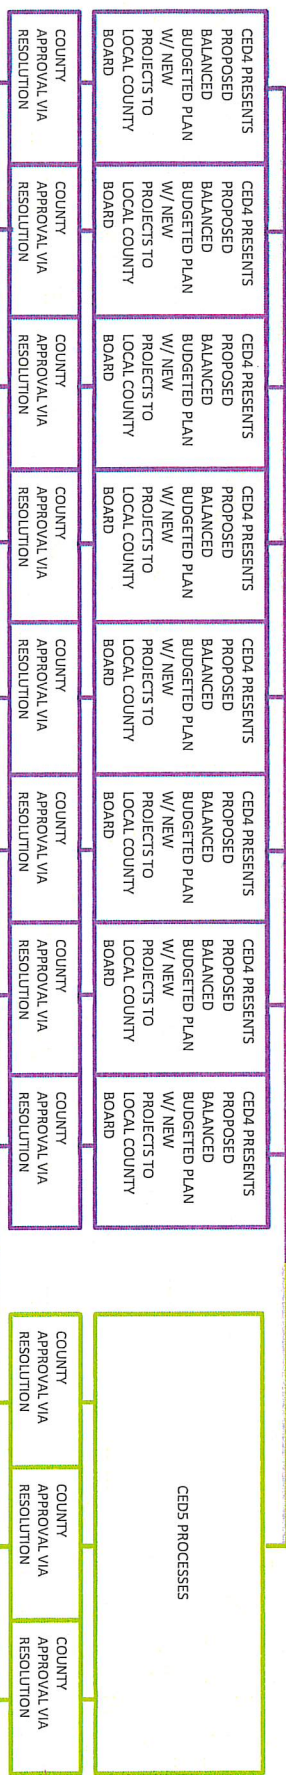 CED4 PRESENTS
PROPOSED
BALANCED
BUDGETED PLAN
W/ NEW
PROJECTS TO
LOCAL COUNTY
BOARD
CED4 PRESENTS
PROPOSED
BALANCED
BUDGETED PLAN
W/ NEW
PROJECTS TO
LOCAL COUNTY
BOARD
CED4 PRESENTS
PROPOSED
BALANCED
BUDGETED PLAN
W/ NEW
PROJECTS TO
LOCAL COUNTY
BOARD
CED4 PRESENTS
PROPOSED
BALANCED
BUDGETED PLAN
W/ NEW
PROJECTS TO
LOCAL COUNTY
BOARD
CED4 PRESENTS
PROPOSED
BALANCED
BUDGETED PLAN
W/ NEW
PROJECTS TO
LOCAL COUNTY
BOARD
CED4 PRESENTS
PROPOSED
BALANCED
BUDGETED PLAN
W/ NEW
PROJECTS TO
LOCAL COUNTY
BOARD
CED4 PRESENTS
PROPOSED
BALANCED
BUDGETED PLAN
W/ NEW
PROJECTS TO
LOCAL COUNTY
BOARD
CED4 PRESENTS
PROPOSED
BALANCED
BUDGETED PLAN
W/ NEW
PROJECTS TO
LOCAL COUNTY
BOARD
CED5 PROCESSES
COUNTY
APPROVAL VIA
RESOLUTION
COUNTY
APPROVAL VIA
RESOLUTION
COUNTY
APPROVAL VIA
RESOLUTION
COUNTY
APPROVAL VIA
RESOLUTION
COUNTY
APPROVAL VIA
RESOLUTION
COUNTY
APPROVAL VIA
RESOLUTION
COUNTY
APPROVAL VIA
RESOLUTION
COUNTY
APPROVAL VIA
RESOLUTION
COUNTY
APPROVAL VIA
RESOLUTION
COUNTY
APPROVAL VIA
RESOLUTION
COUNTY
APPROVAL VIA
RESOLUTION